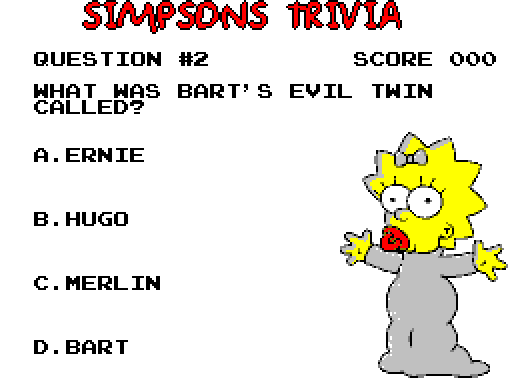 SIMPSONS TRIVIA
QUESTION #2 SCORE 000
WHAT WAS BART'S EVIL TWIN
CALLED?
A.ERNIE
B.HUGO
C.MERLIN
D.BART